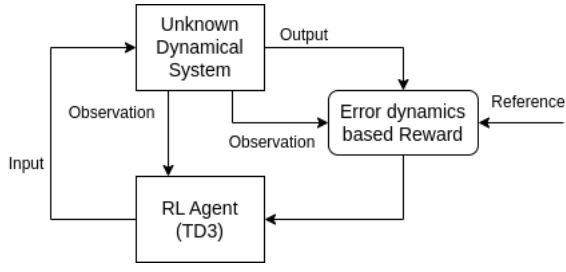 Unknown
Dynamical
System
Output
Observation
Observation
Error dynamics
based Reward
Reference
Input
RL Agent
(TD3)